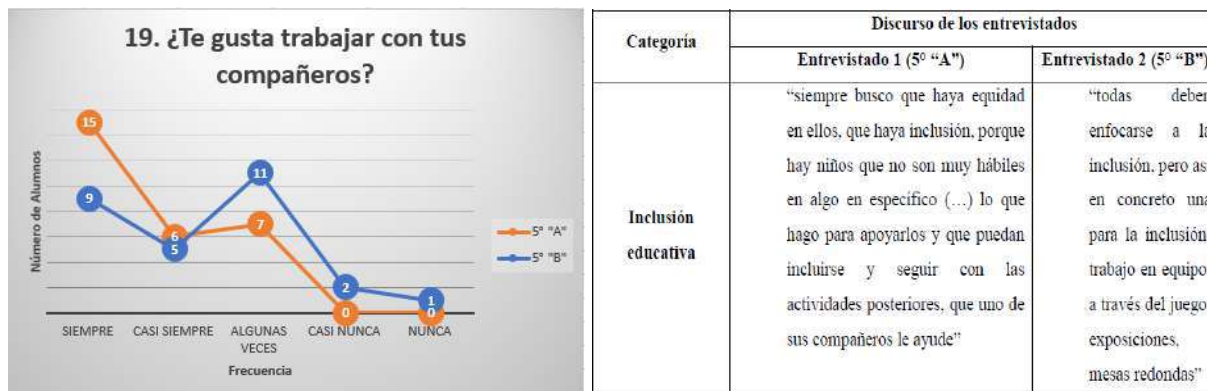 19. ¿Te gusta trabajar con tus
compañeros?
Número de Alumnos
15
9
6
5
11
7
2
0
1
0
SIEMPRE
CASI SIEMPRE
ALGUNAS
VECES
CASI NUNCA
NUNCA
Frecuencia
5° "A"
5° "B"
Categoría
Discurso de los entrevistados
Entrevistado 1 (5° “A”)
Entrevistado 2 (5° “B”)
Inclusión
educativa
“siempre busco que haya equidad
en ellos, que haya inclusión, porque
hay niños que no son muy hábiles
en algo en específico (…) lo que
hago para apoyarlos y que puedan
incluirse y seguir con las
actividades posteriores, que uno de
sus compañeros le ayude”
“todas deben
enfocarse a la
inclusión, pero así
en concreto una
para la inclusión
trabajo en equipo
a través del juego
exposiciones,
mesas redondas”